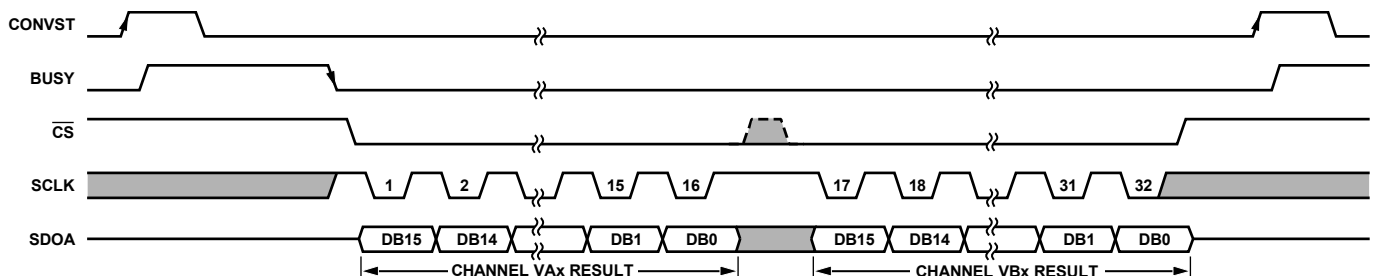 CONVST
BUSY
CS
SCLK 1 2 15 16 17 18 31 32
SDOA DB15 DB14 DB1 DB0 DB15 DB14 DB1 DB0
CHANNEL VAx RESULT CHANNEL VBx RESULT